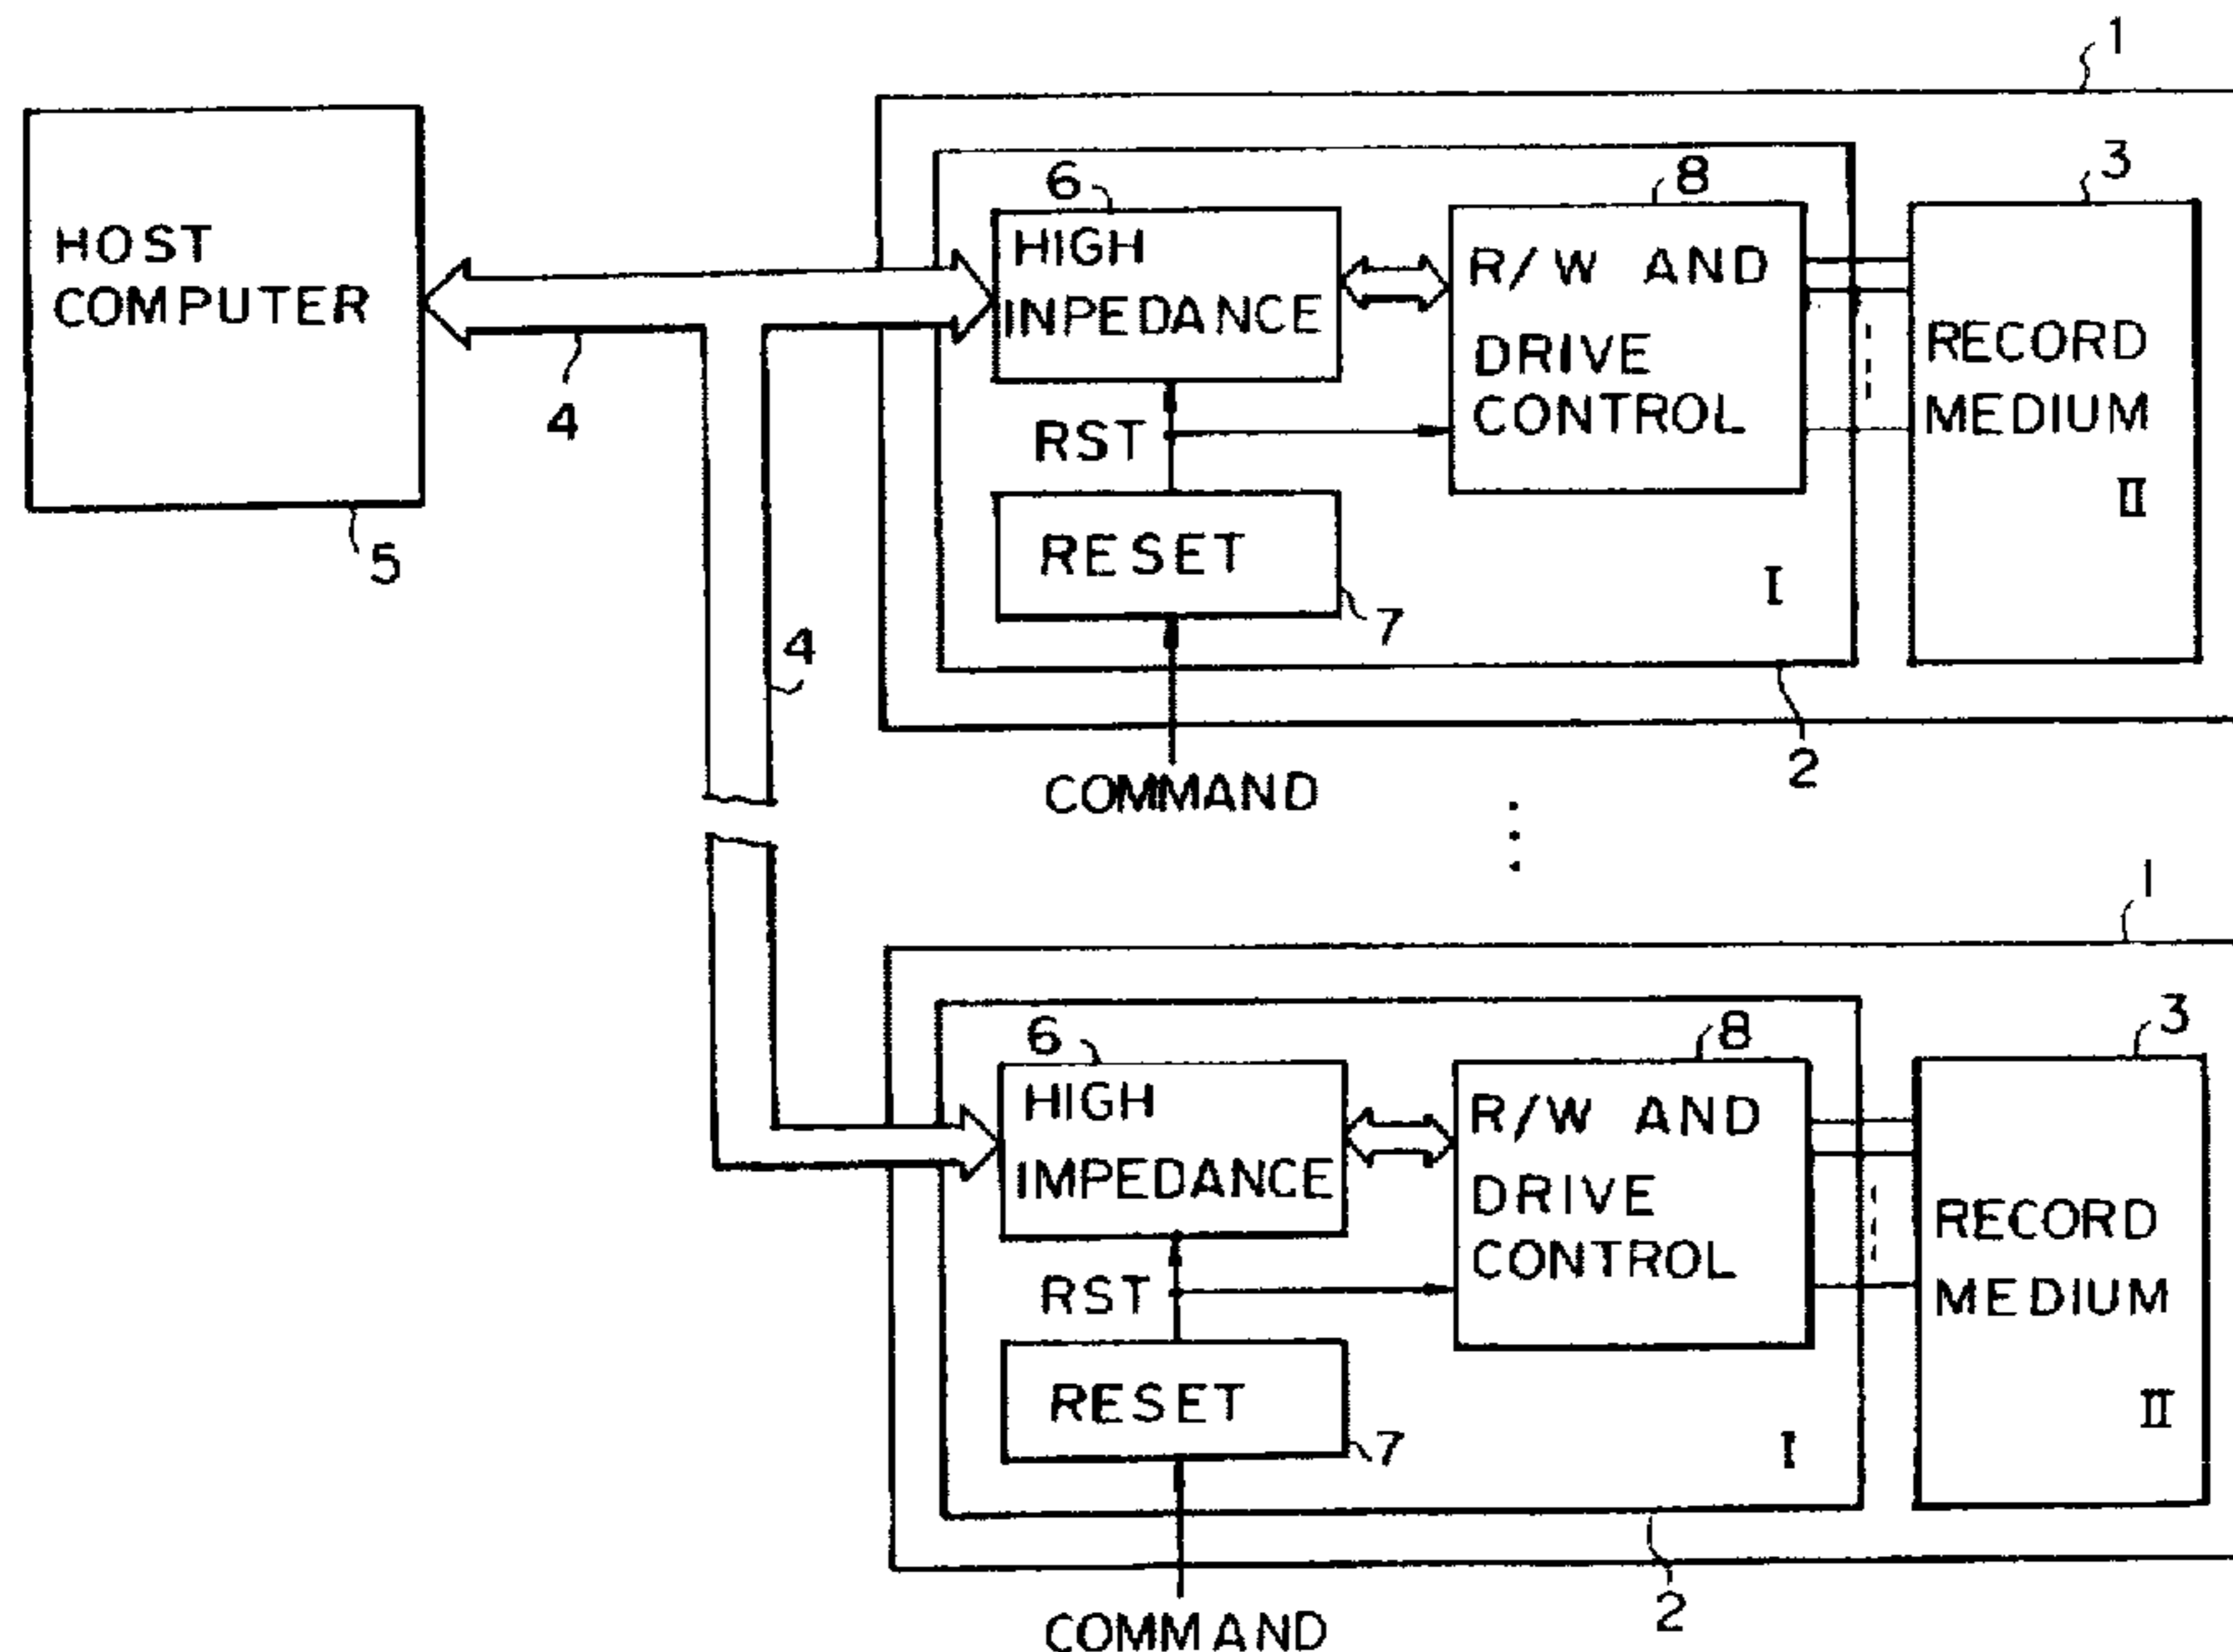 1
HOST
COMPUTER
5
4
4
6
HIGH
INPEDANCE
8
R/W AND
DRIVE
CONTROL
3
RECORD
MEDIUM
II
RST
RESET
7
I
2
COMMAND
1
6
HIGH
IMPEDANCE
8
R/W AND
DRIVE
CONTROL
3
RECORD
MEDIUM
II
RST
RESET
7
I
2
COMMAND